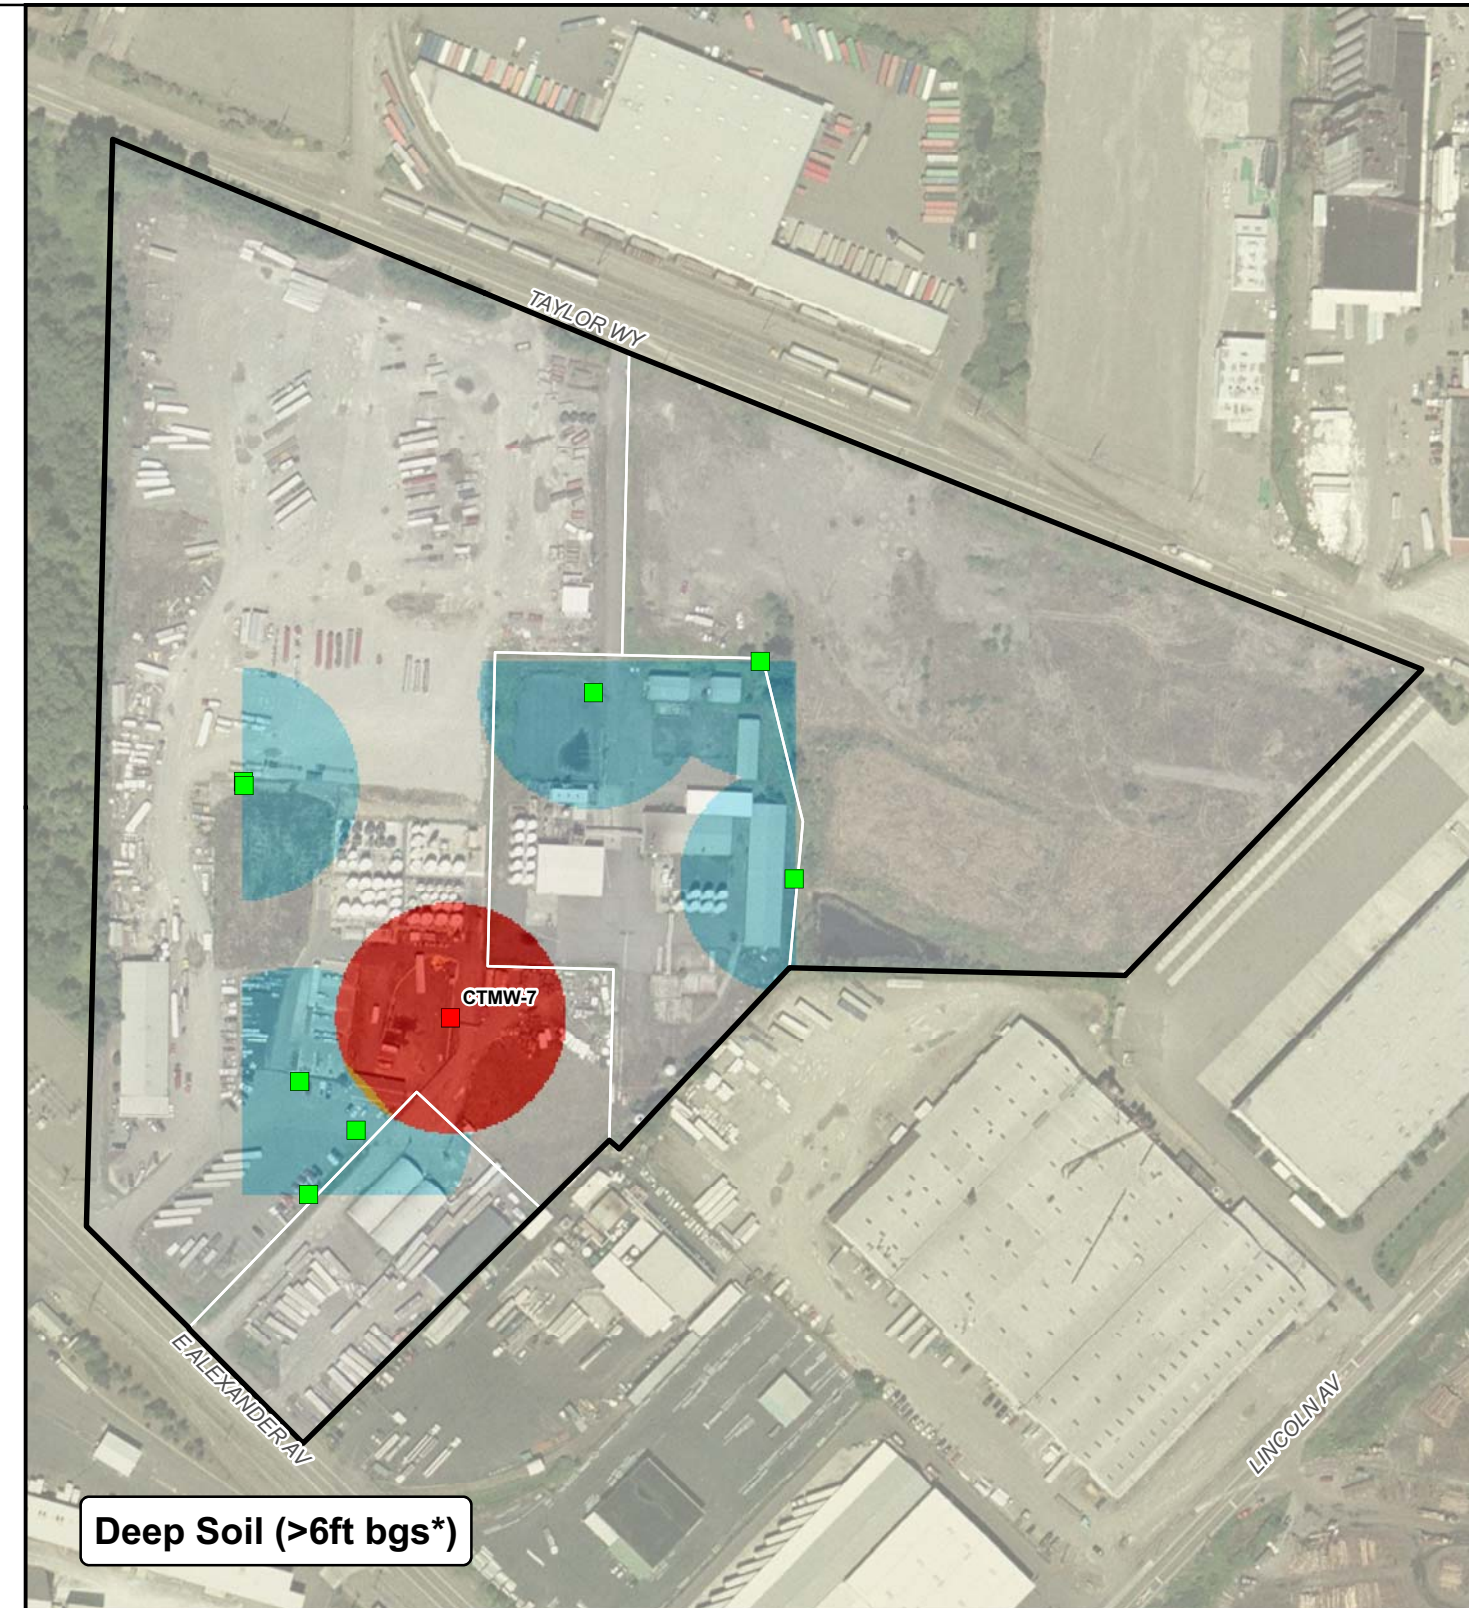 TAYLOR WY
CTMW-7
E ALEXANDER AV
LINCOLN AV
Deep Soil (>6ft bgs*)